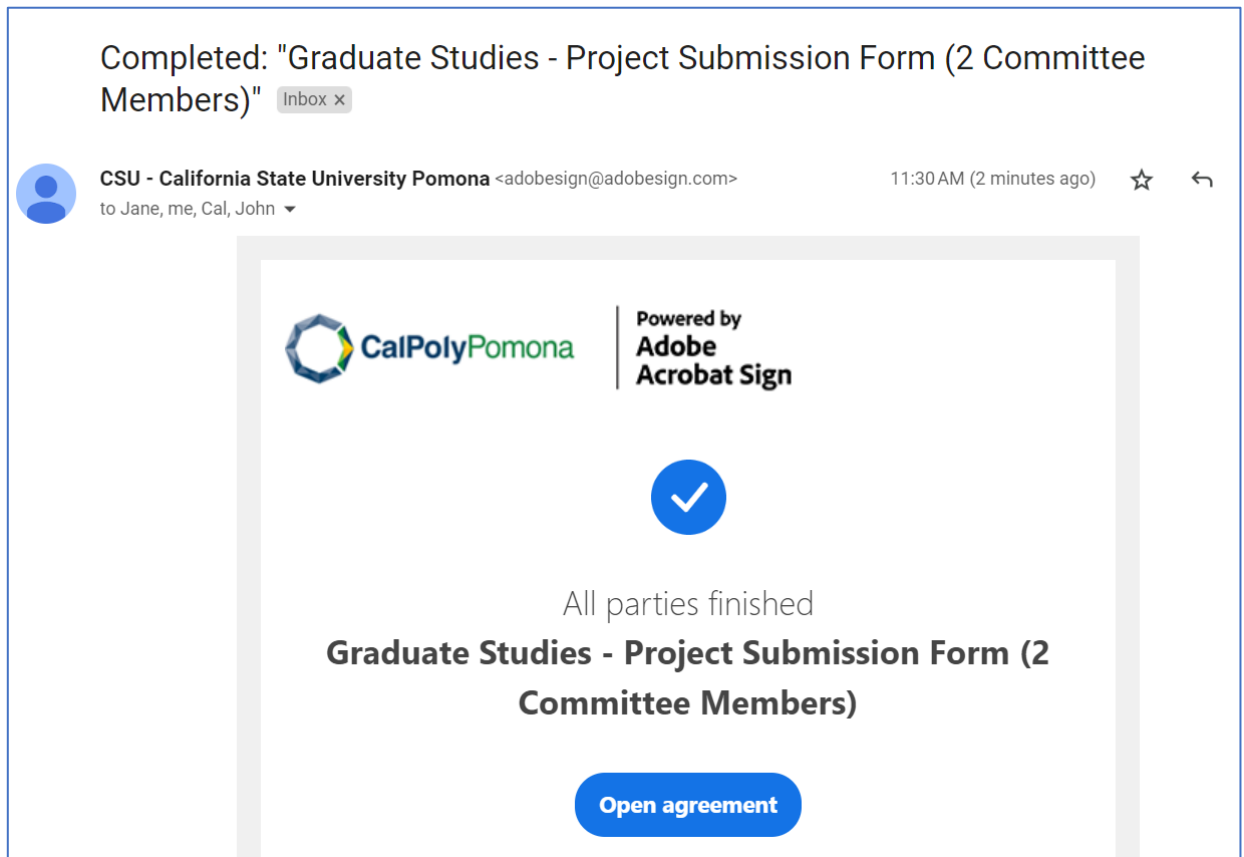 Completed: "Graduate Studies - Project Submission Form (2 Committee
Members)" Inbox x
CSU - California State University Pomona <adobesign@adobesign.com> 11:30 AM (2 minutes ago)
to Jane, me, Cal, John
CalPolyPomona
Powered by
Adobe
Acrobat Sign
All parties finished
Graduate Studies - Project Submission Form (2
Committee Members)
Open agreement